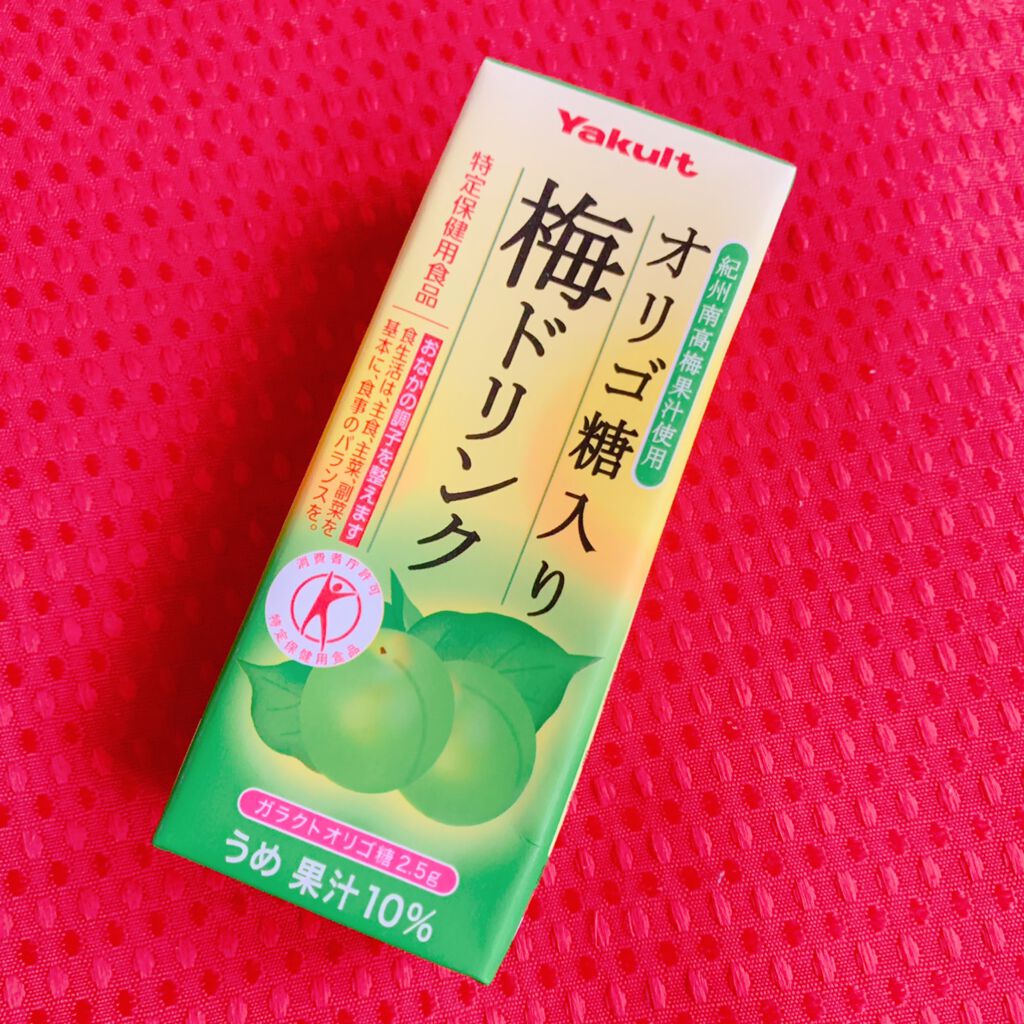 Yakult
紀州南高梅果汁使用
オリゴ糖入り
梅ドリンク
特定保健用食品
おなかの調子を整えます
食生活は、主食、主菜、副菜を
基本に、食事のバランスを。
消費者庁許可
特定保健用食品
ガラクトオリゴ糖2.5g
うめ 果汁10%